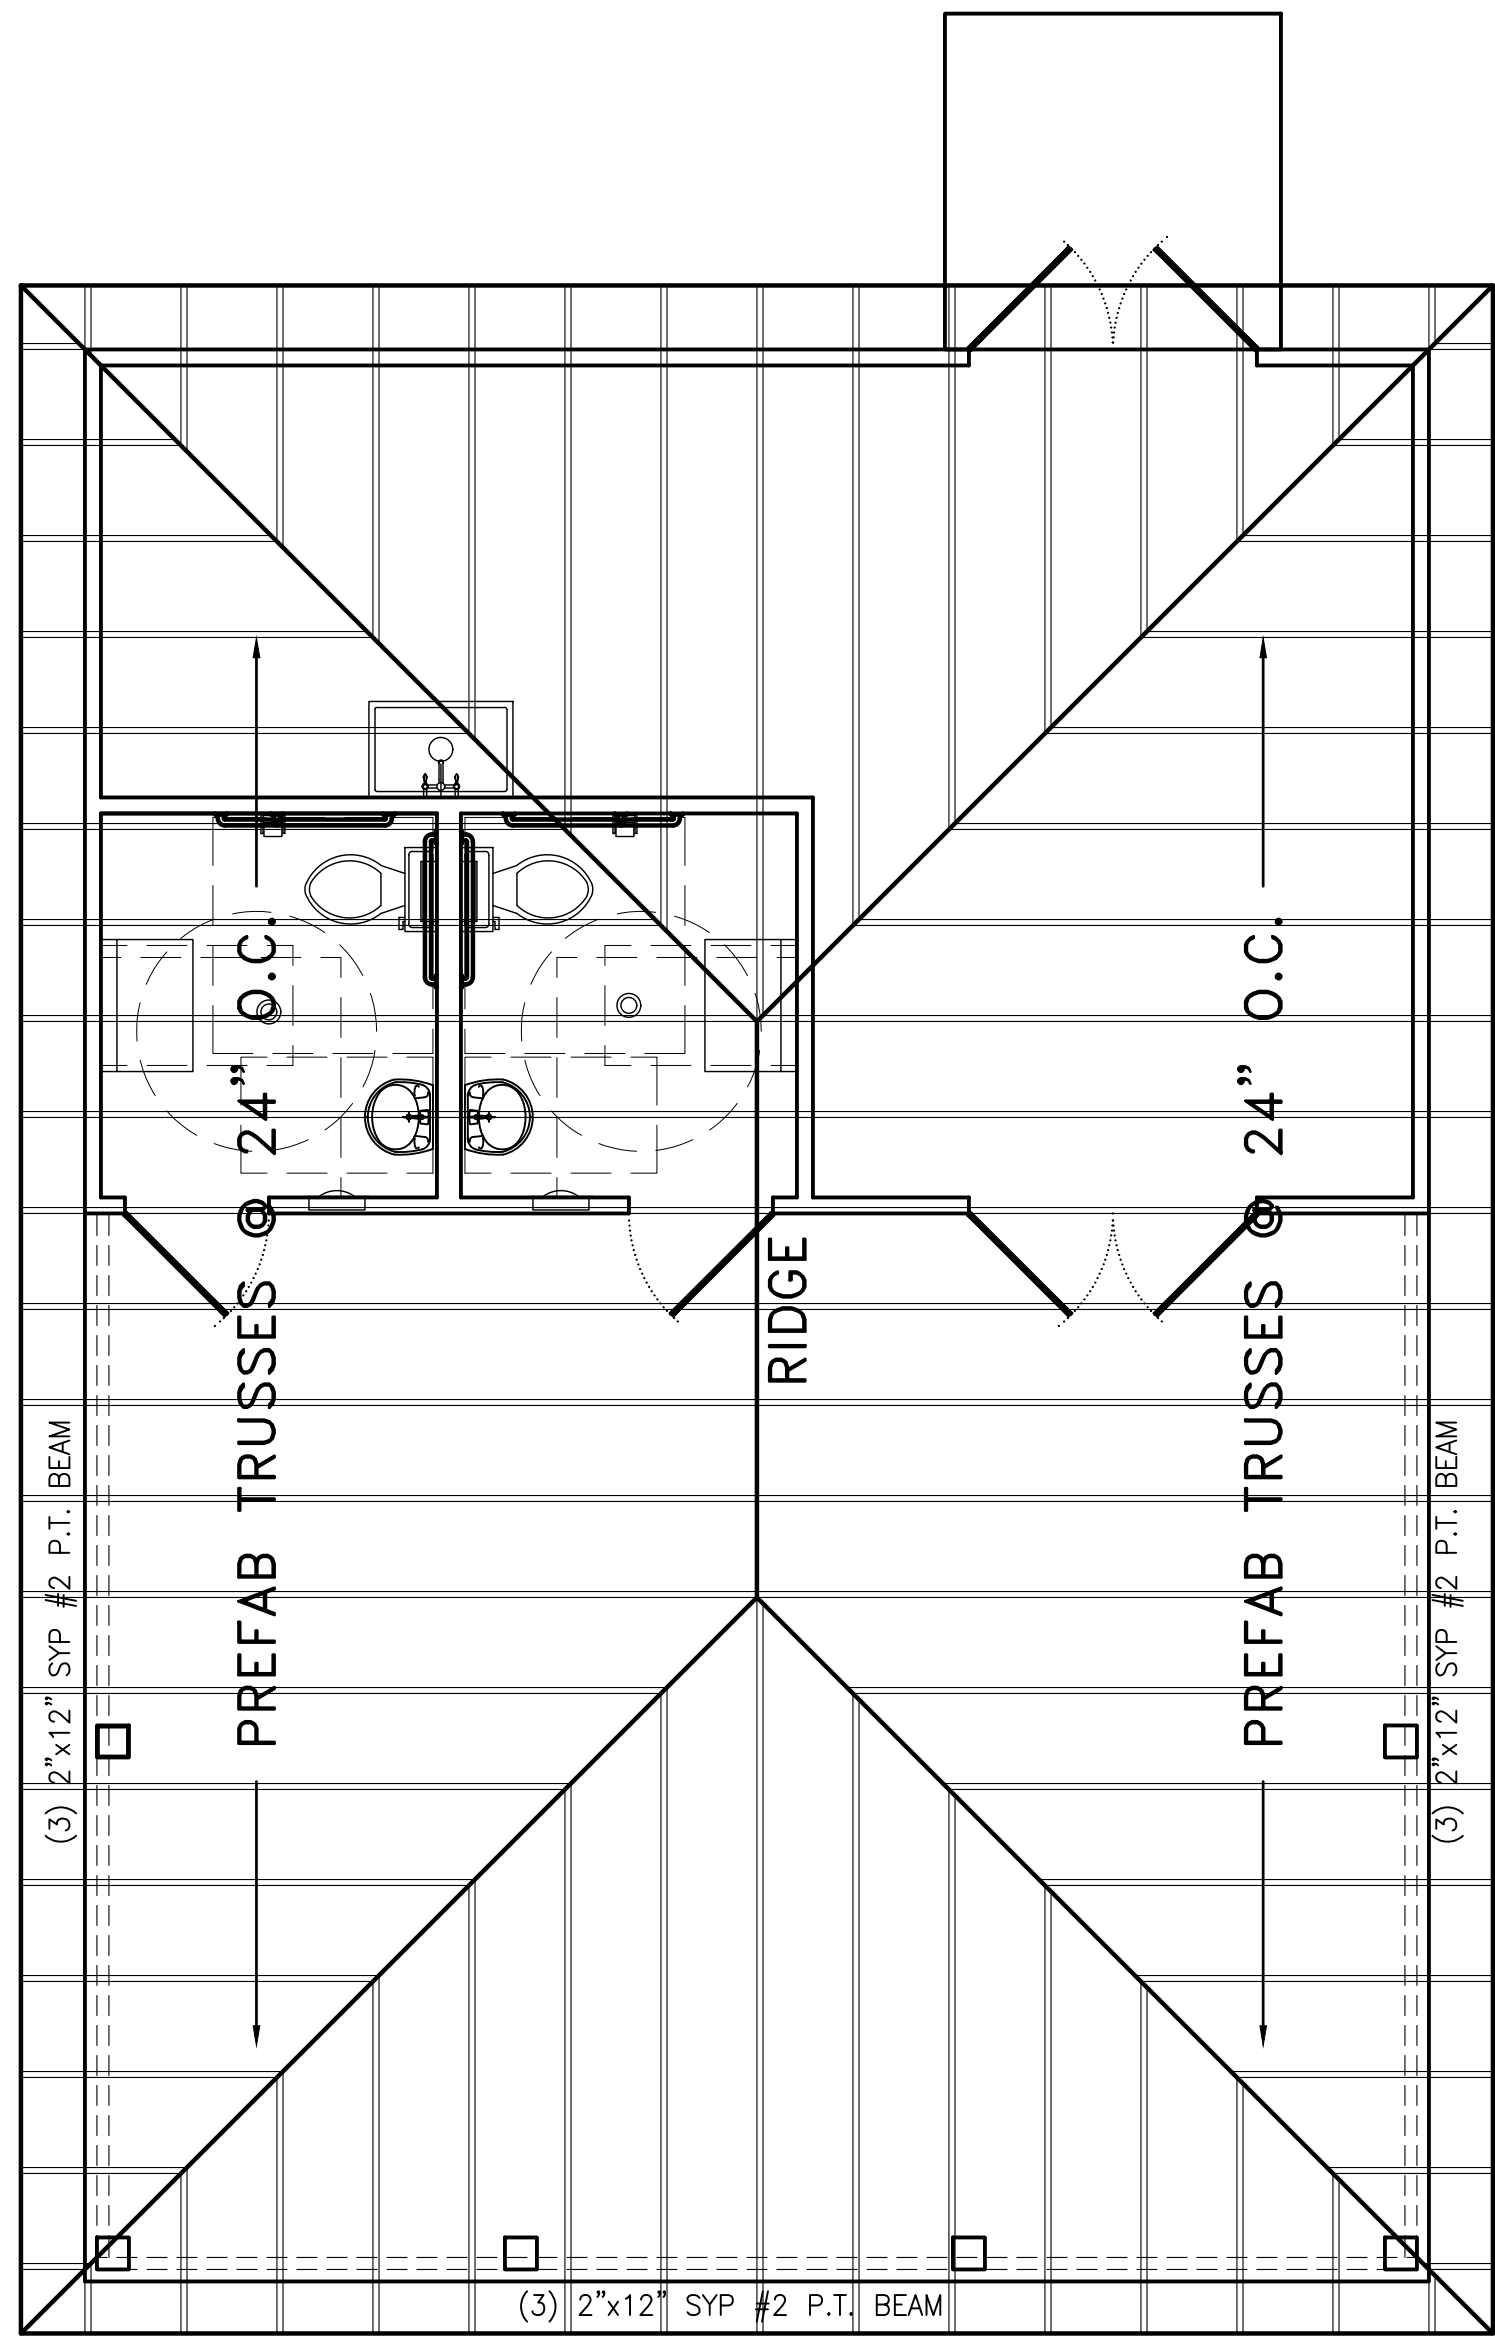 PREFAB TRUSSES @ 24" O.C.
PREFAB TRUSSES @ 24" O.C.
RIDGE
(3) 2"x12" SYP #2 P.T. BEAM
(3) 2"x12" SYP #2 P.T. BEAM
(3) 2"x12" SYP #2 P.T. BEAM